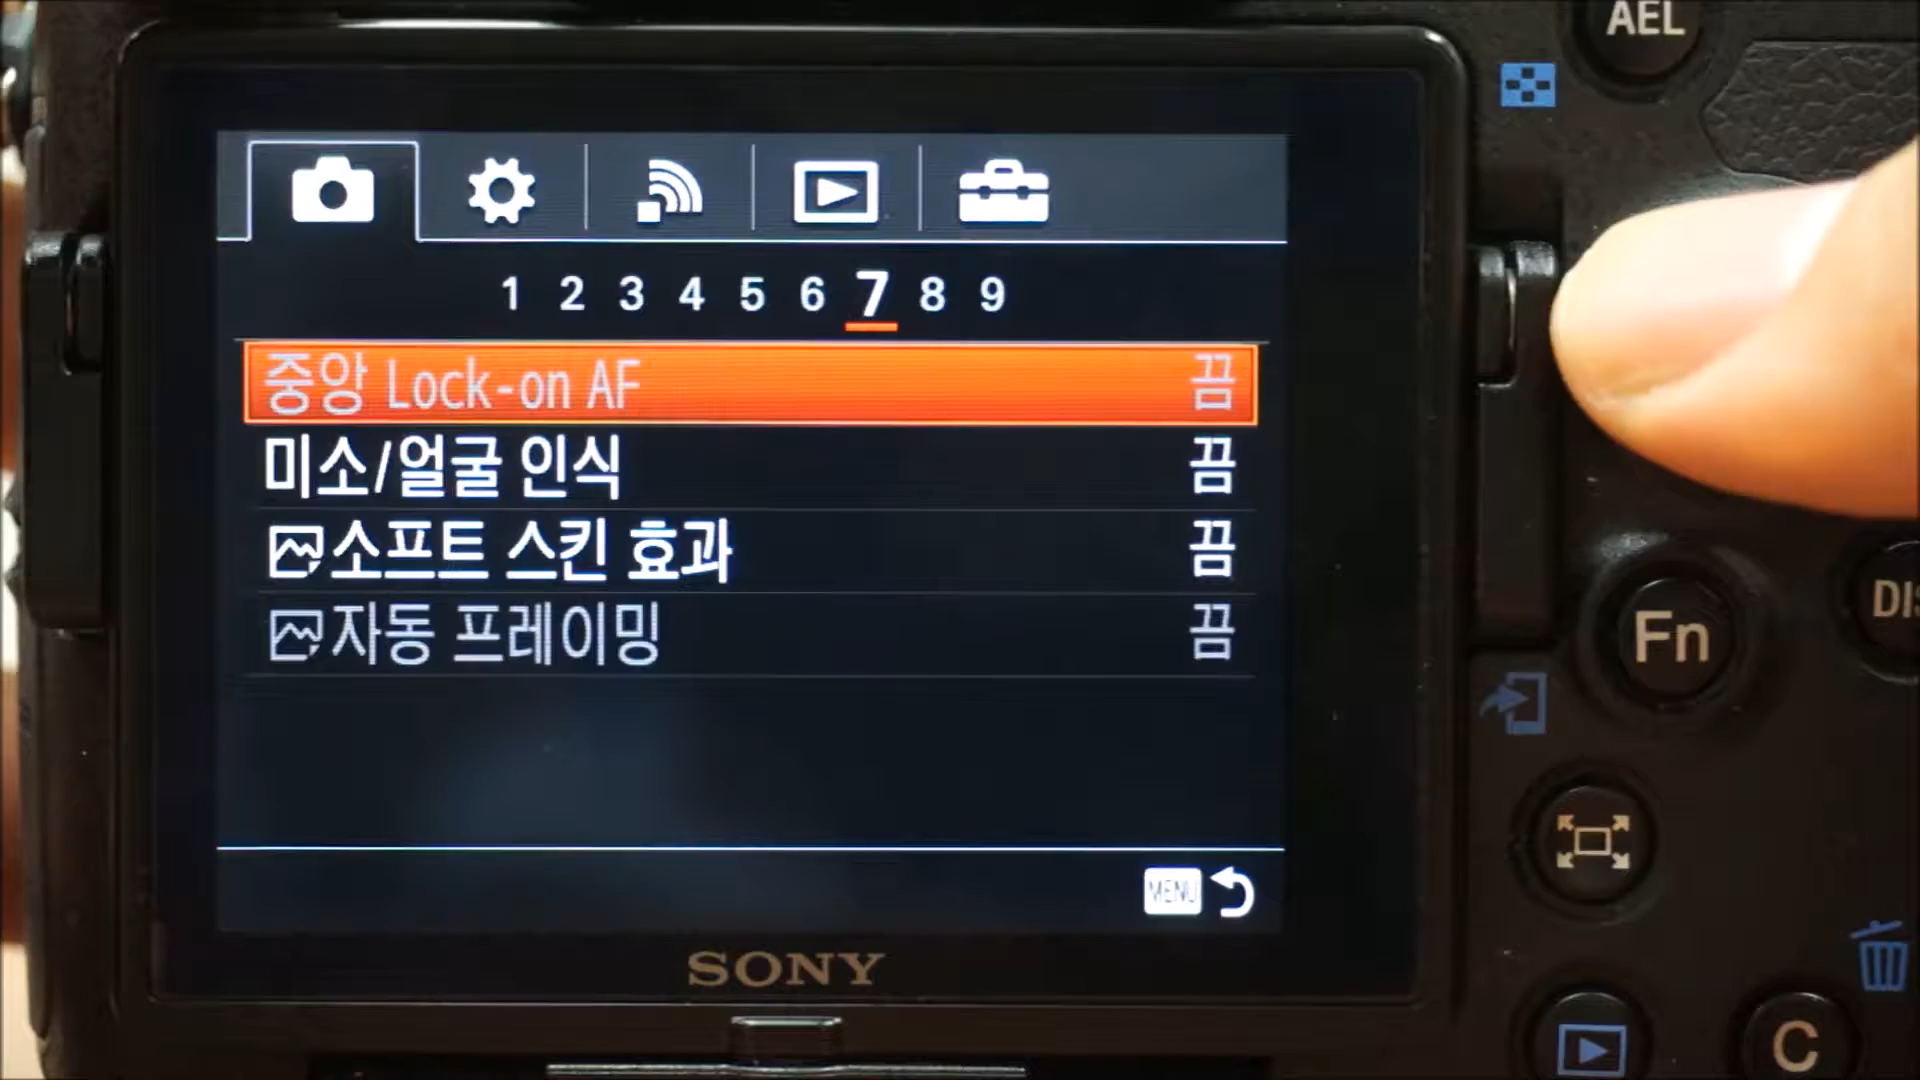 AEL
1 2 3 4 5 6 7 8 9
중앙 Lock-on AF 끔
미소/얼굴 인식 끔
소프트 스킨 효과 끔
자동 프레이밍 끔
MENU
Fn
SONY
C